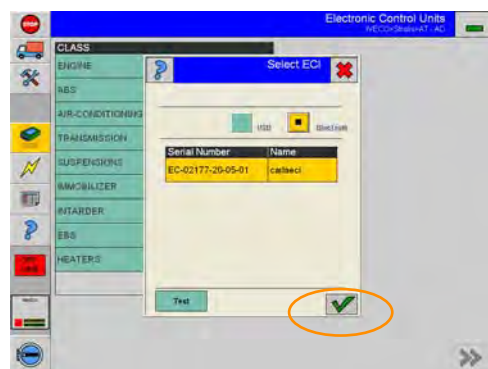 Electronic Control Units
IVECO>Stralis>AT - AD
STOP
CLASS
ENGINE
ABS
AIR-CONDITIONING
TRANSMISSION
SUSPENSIONS
IMMOBILIZER
INTARDER
EBS
HEATERS
Select ECI
USB
Bluetooth
Serial Number Name
EC-02177-20-05-01 carlseci
Test